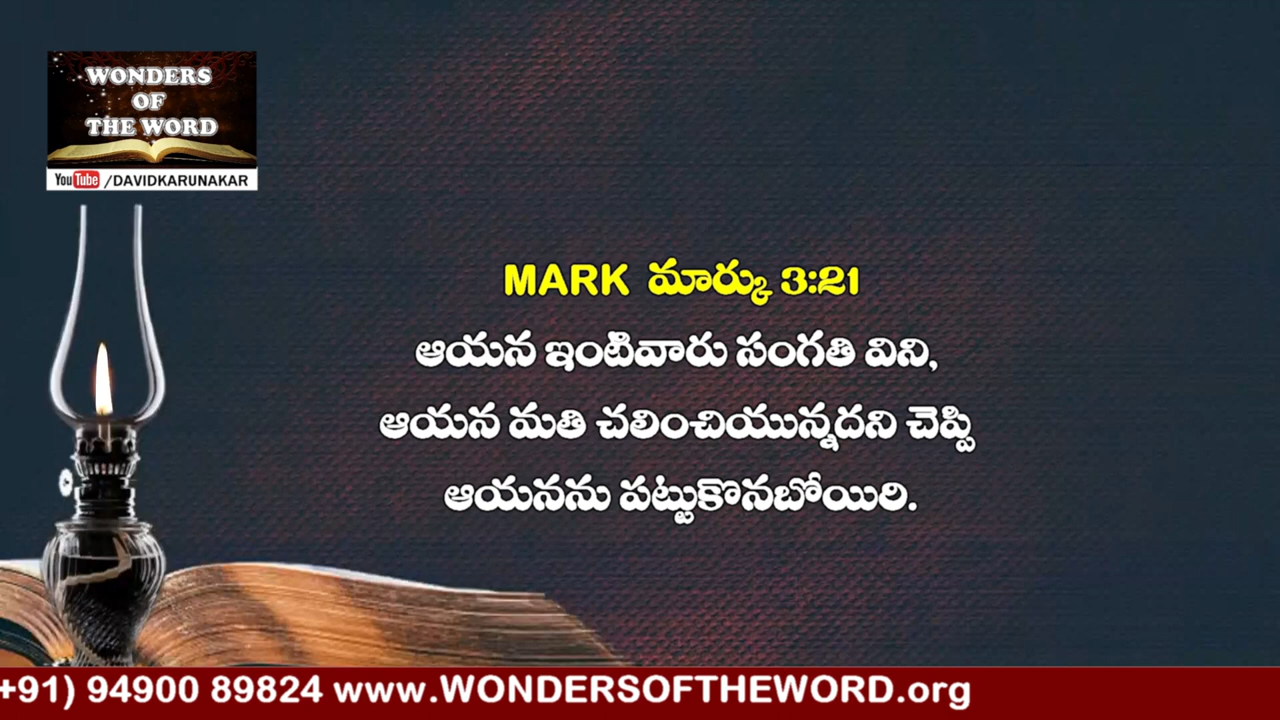 WONDERS
OF
THE WORD
YouTube /DAVIDKARUNAKAR
MARK మార్కు 3:21
ఆయన ఇంటివారు సంగతి విని,
ఆయన మతి చలించియున్నదని చెప్పి
ఆయనను పట్టుకొనబోయిరి.
+91) 94900 89824 www.WONDERSOFTHEWORD.org